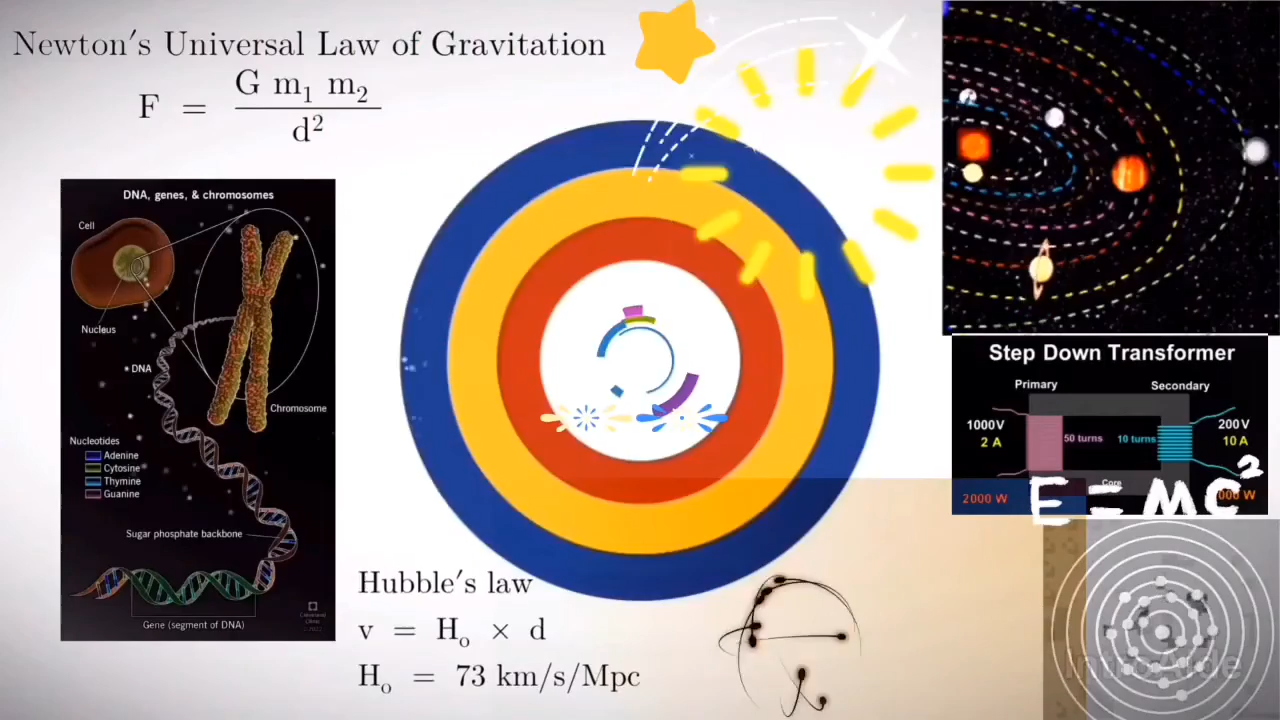 Newton's Universal Law of Gravitation
F = G m₁ m₂
d²
DNA, genes, & chromosomes
Cell
Nucleus
DNA
Chromosome
Nucleotides
Adenine
Cytosine
Thymine
Guanine
Sugar phosphate backbone
Gene (segment of DNA)
Hubble's law
v = Hₒ × d
Hₒ = 73 km/s/Mpc
Step Down Transformer
Primary
Secondary
1000V
2 A
50 turns
10 turns
200V
10 A
Core
2000 W
E = MC²